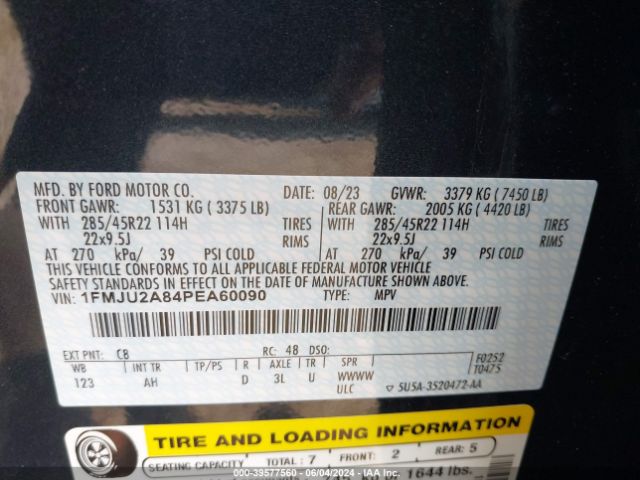 MFD. BY FORD MOTOR CO. DATE: 08/23 GVWR: 3379 KG ( 7450 LB)
FRONT GAWR: 1531 KG ( 3375 LB) REAR GAWR: 2005 KG ( 4420 LB)
WITH 285/45R22 114H TIRES WITH 285/45R22 114H TIRES
22x9.5J RIMS 22x9.5J RIMS
AT 270 kPa/ 39 PSI COLD AT 270 kPa/ 39 PSI COLD
THIS VEHICLE CONFORMS TO ALL APPLICABLE FEDERAL MOTOR VEHICLE
SAFETY STANDARDS IN EFFECT ON THE DATE OF MANUFACTURE SHOWN ABOVE.
VIN: 1FMJU2A84PEA60090 TYPE: MPV
EXT PNT: C8 RC: 48 DSO: F0252
WB INT TR TP/PS R AXLE TR SPR T0475
123 AH D 3L U WWWW
ULC 5U5A-3520472-AA
TIRE AND LOADING INFORMATION
SEATING CAPACITY TOTAL: 7 FRONT: 2 REAR: 5
1644 lbs.
© COPYRIGHT 39577560 - 06/04/2024 - IAA Inc.